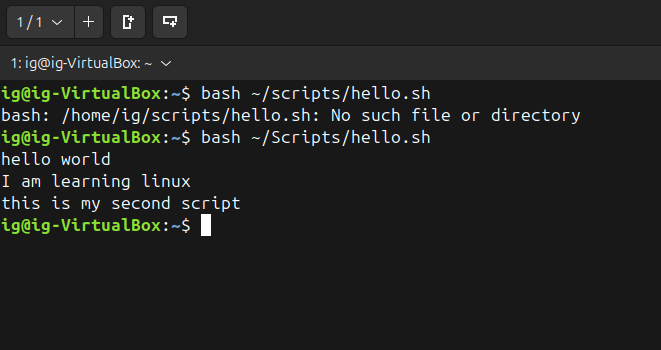 1 / 1
1: ig@ig-VirtualBox: ~
ig@ig-VirtualBox:~$ bash ~/scripts/hello.sh
bash: /home/ig/scripts/hello.sh: No such file or directory
ig@ig-VirtualBox:~$ bash ~/Scripts/hello.sh
hello world
I am learning linux
this is my second script
ig@ig-VirtualBox:~$